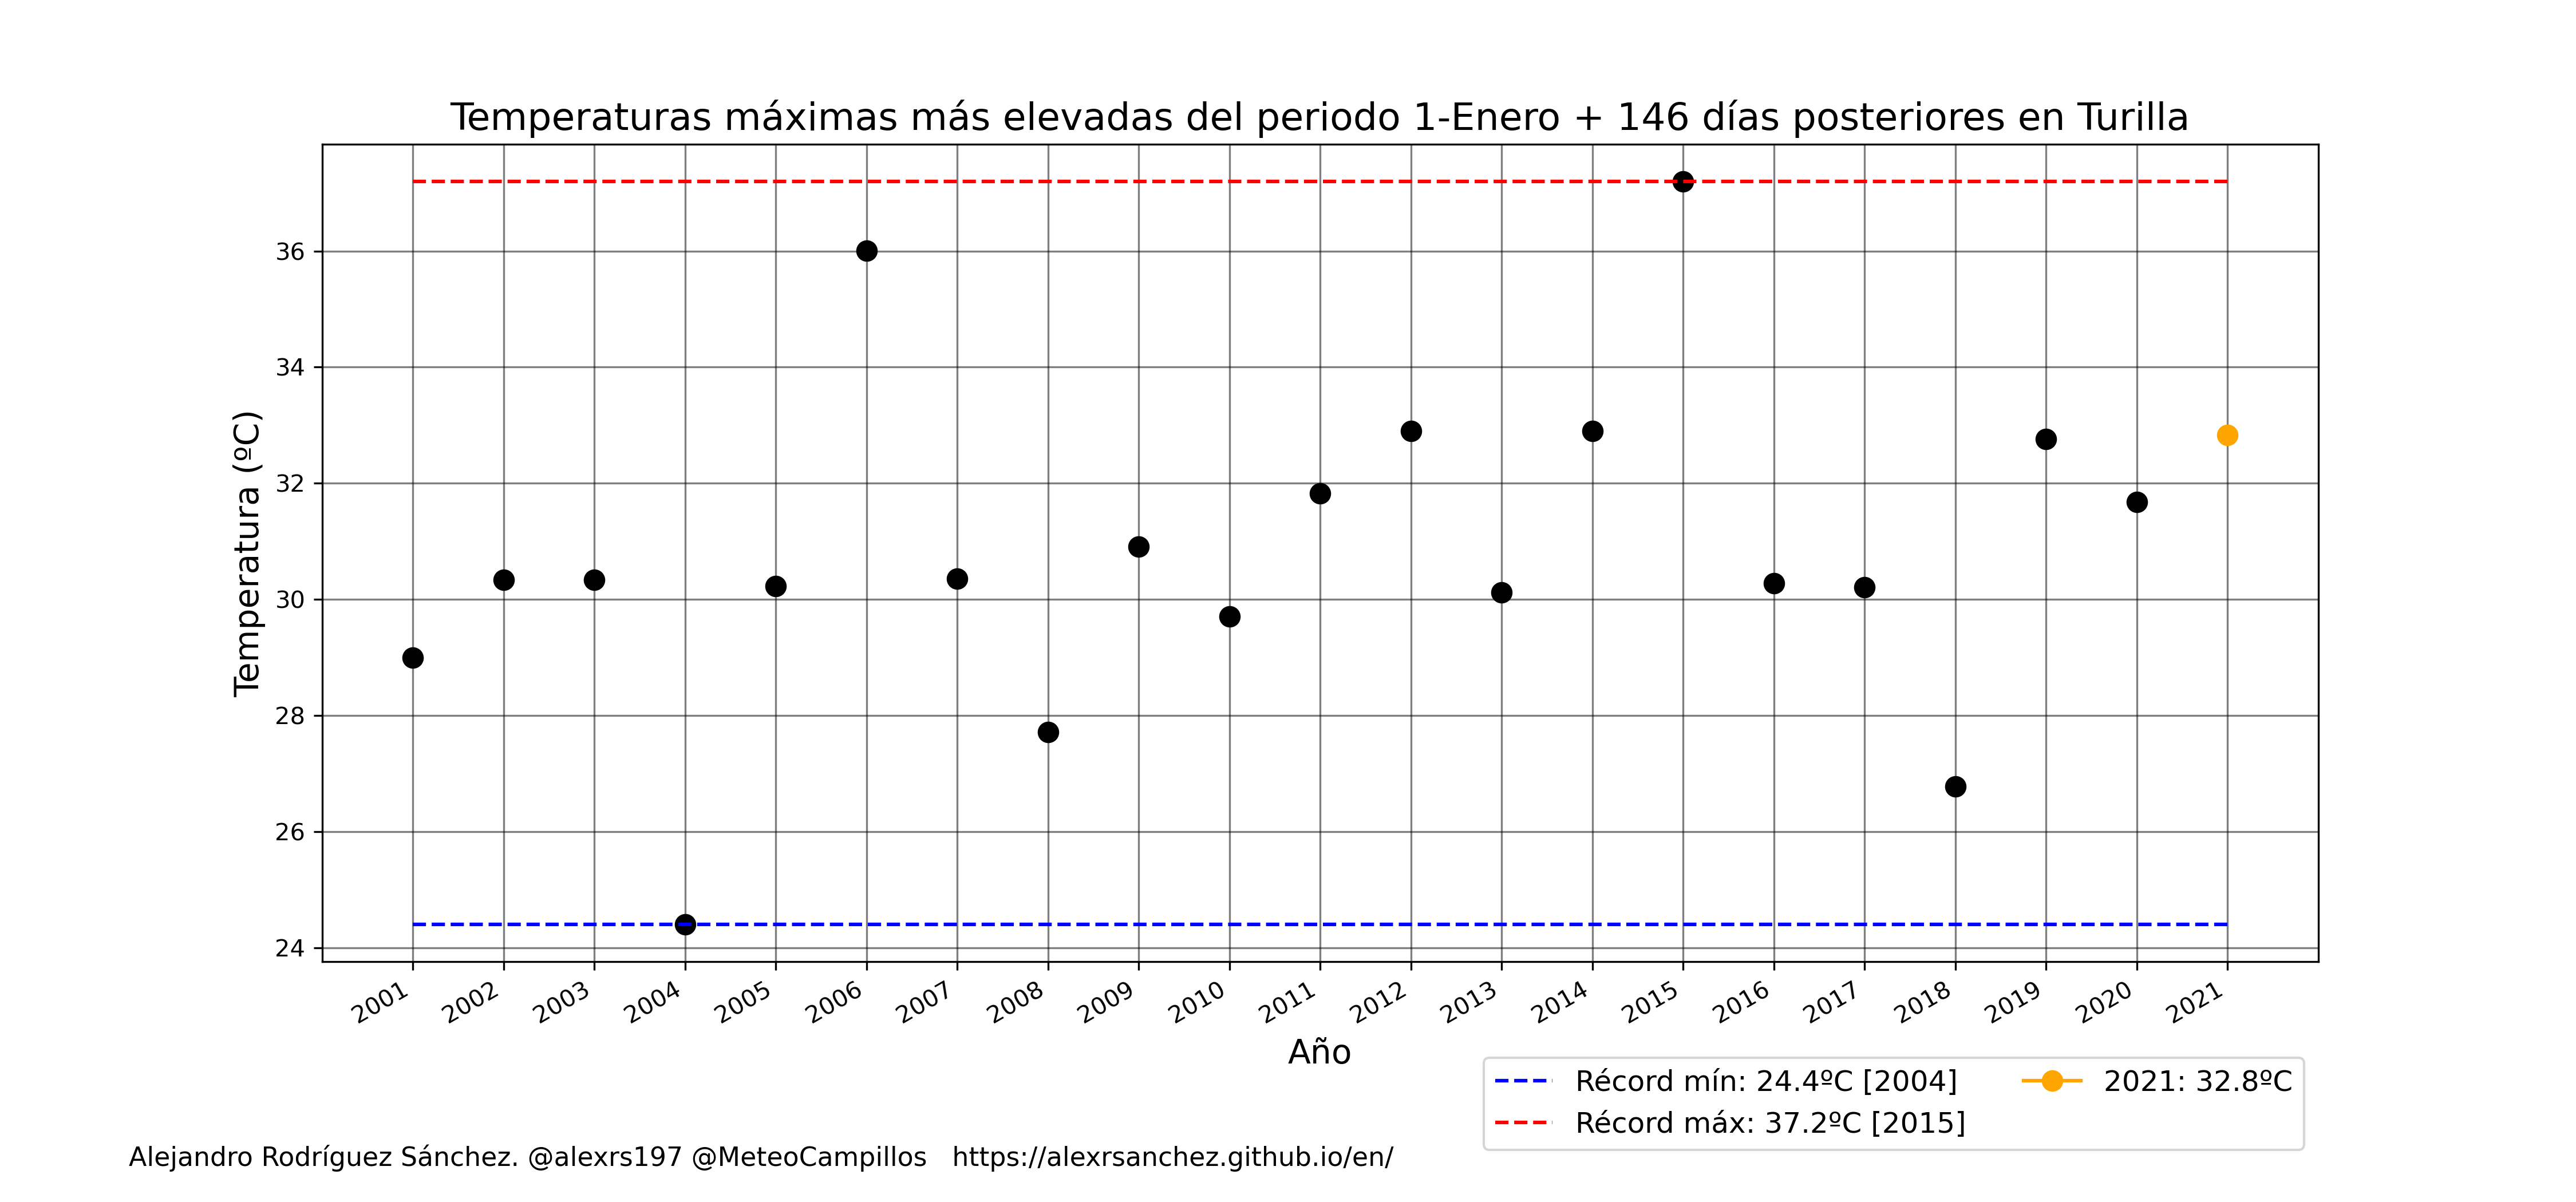 Temperaturas máximas más elevadas del periodo 1-Enero + 146 días posteriores en Turilla
Temperatura (ºC)
36
34
32
30
28
26
24
2001 2002 2003 2004 2005 2006 2007 2008 2009 2010 2011 2012 2013 2014 2015 2016 2017 2018 2019 2020 2021
Año
Récord mín: 24.4ºC [2004]
Récord máx: 37.2ºC [2015]
2021: 32.8ºC
Alejandro Rodríguez Sánchez. @alexrs197 @MeteoCampillos   https://alexrsanchez.github.io/en/